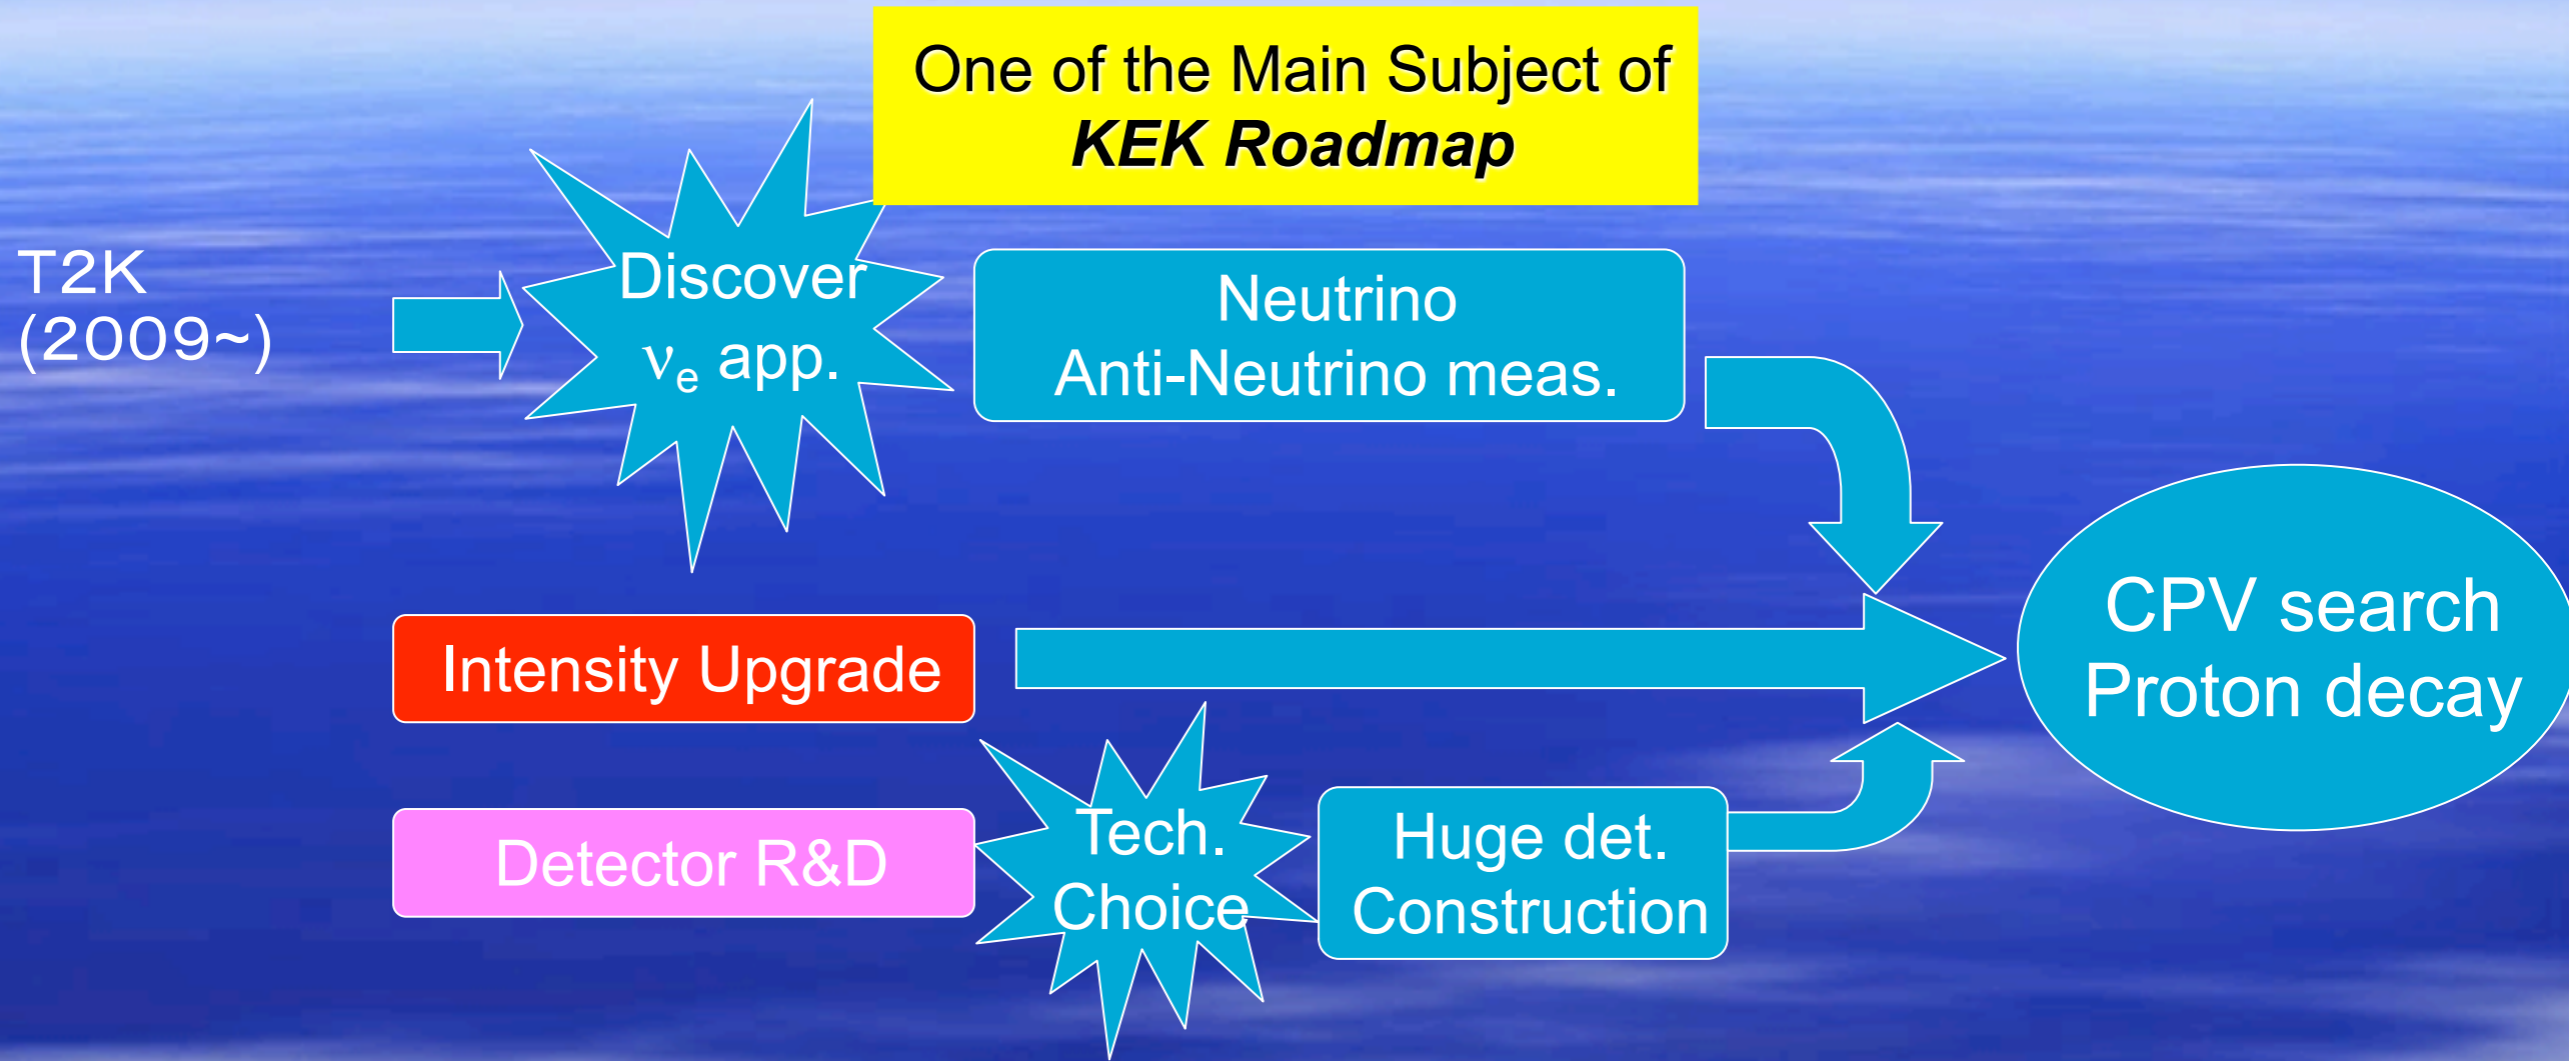 One of the Main Subject of
KEK Roadmap
T2K
(2009~)
Discover
νe app.
Neutrino
Anti-Neutrino meas.
Intensity Upgrade
CPV search
Proton decay
Detector R&D
Tech.
Choice
Huge det.
Construction